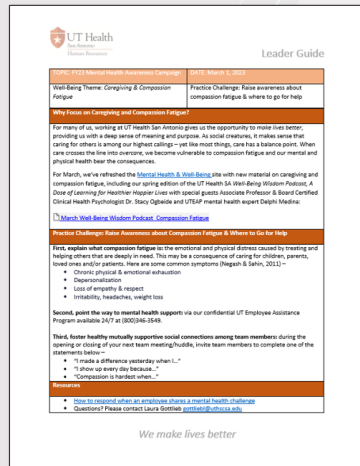 UT Health
San Antonio
Human Resources
Leader Guide
TOPIC: FY23 Mental Health Awareness Campaign
DATE: March 1, 2023
Well-Being Theme: Caregiving & Compassion
Fatigue
Practice Challenge: Raise awareness about
compassion fatigue & where to go for help
Why Focus on Caregiving and Compassion Fatigue?
For many of us, working at UT Health San Antonio gives us the opportunity to make lives better,
providing us with a deep sense of meaning and purpose. As social creatures, it makes sense that
caring for others is among our highest callings – yet like most things, care has a balance point. When
care crosses the line into overcare, we become vulnerable to compassion fatigue and our mental and
physical health bear the consequences.
For March, we've refreshed the Mental Health & Well-Being site with new material on caregiving and
compassion fatigue, including our spring edition of the UT Health SA Well-Being Wisdom Podcast, A
Dose of Learning for Healthier Happier Lives with special guests Associate Professor & Board Certified
Clinical Health Psychologist Dr. Stacy Ogbeide and UTEAP mental health expert Delphi Medina:
March Well-Being Wisdom Podcast_Compassion Fatigue
Practice Challenge: Raise Awareness about Compassion Fatigue & Where to Go for Help
First, explain what compassion fatigue is: the emotional and physical distress caused by treating and
helping others that are deeply in need. This may be a consequence of caring for children, parents,
loved ones and/or patients. Here are some common symptoms (Negash & Sahin, 2011) –
• Chronic physical & emotional exhaustion
• Depersonalization
• Loss of empathy & respect
• Irritability, headaches, weight loss
Second, point the way to mental health support: via our confidential UT Employee Assistance
Program available 24/7 at (800)346-3549.
Third, foster healthy mutually supportive social connections among team members: during the
opening or closing of your next team meeting/huddle, invite team members to complete one of the
statements below –
• "I made a difference yesterday when I…"
• "I show up every day because…"
• "Compassion is hardest when…"
Resources
• How to respond when an employee shares a mental health challenge
• Questions? Please contact Laura Gottlieb gottliebl@uthscsa.edu
We make lives better